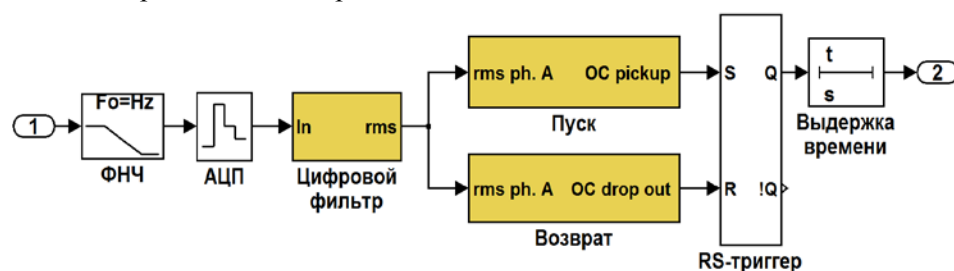 rms ph. A OC pickup
S Q
t
s
2
Fo=Hz
1
In rms
Пуск
Выдержка
времени
ФНЧ
АЦП
Цифровой
фильтр
rms ph. A OC drop out
R !Q
Возврат
RS-триггер